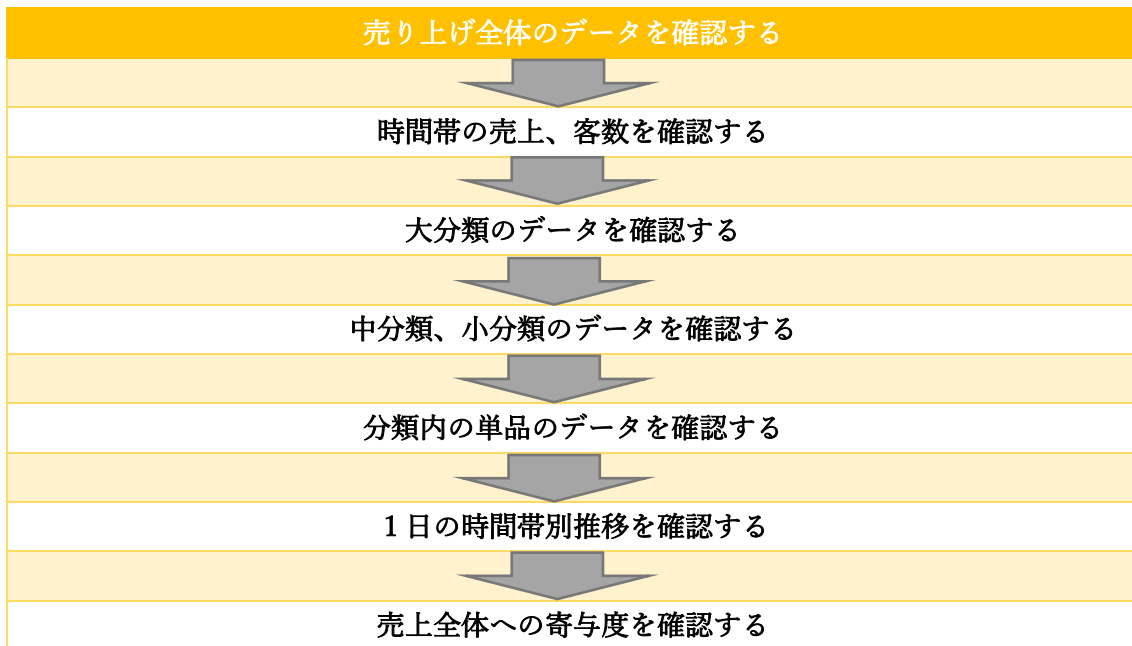 売り上げ全体のデータを確認する
時間帯の売上、客数を確認する
大分類のデータを確認する
中分類、小分類のデータを確認する
分類内の単品のデータを確認する
１日の時間帯別推移を確認する
売上全体への寄与度を確認する